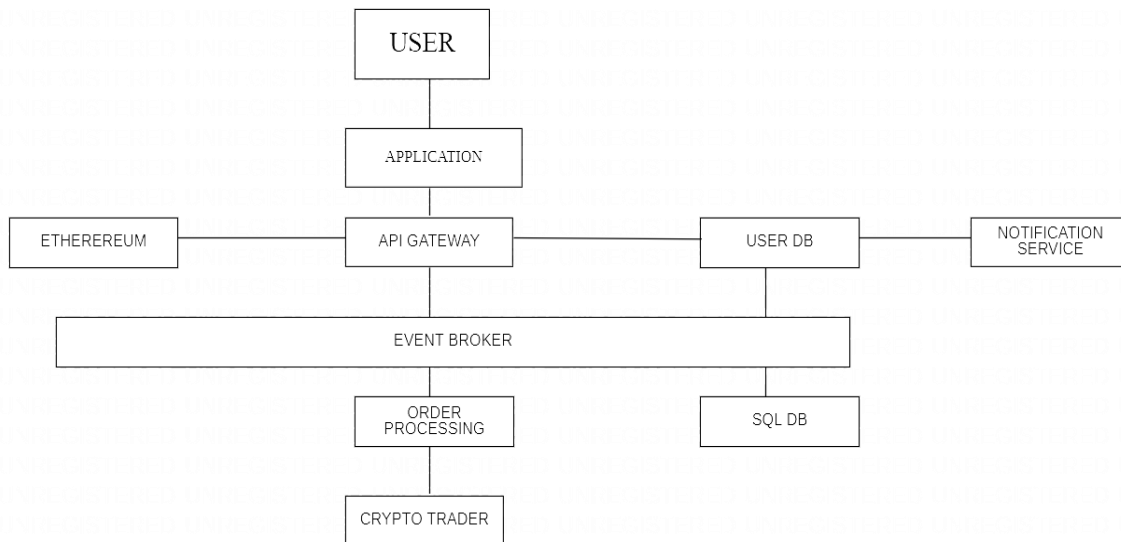 USER
APPLICATION
ETHEREREUM
API GATEWAY
USER DB
NOTIFICATION
SERVICE
EVENT BROKER
ORDER
PROCESSING
SQL DB
CRYPTO TRADER